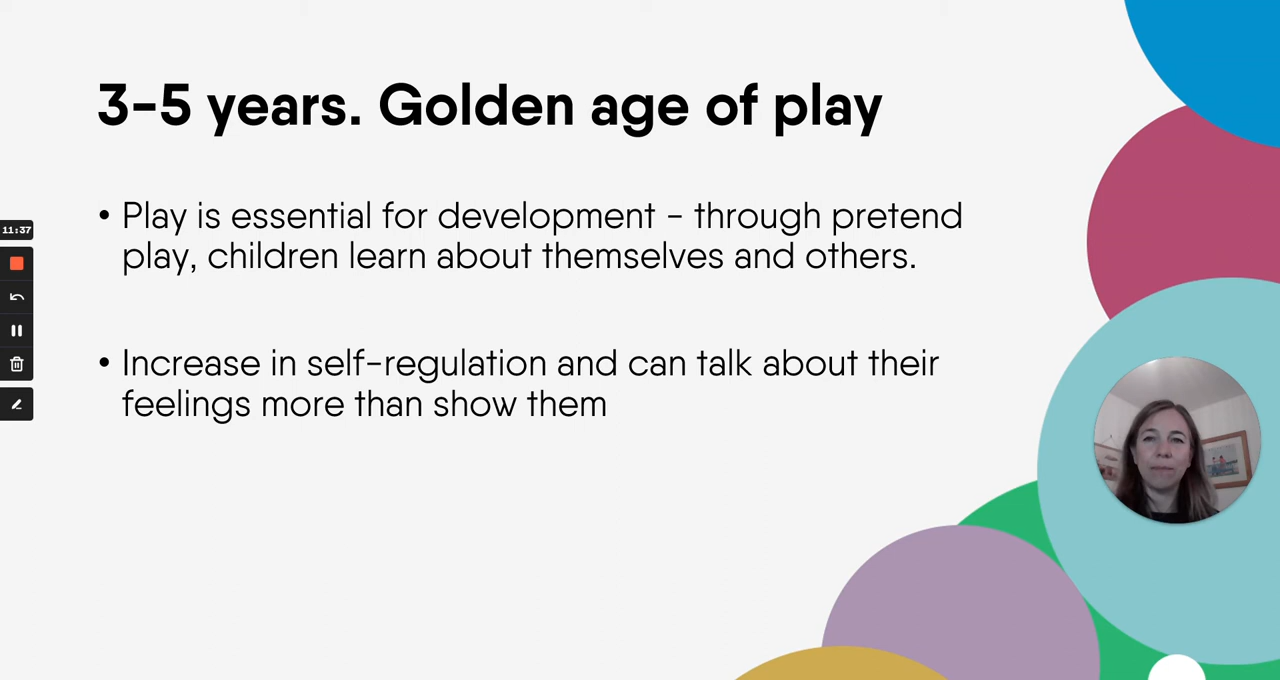 3-5 years. Golden age of play
• Play is essential for development - through pretend
play, children learn about themselves and others.
11:37
• Increase in self-regulation and can talk about their
feelings more than show them